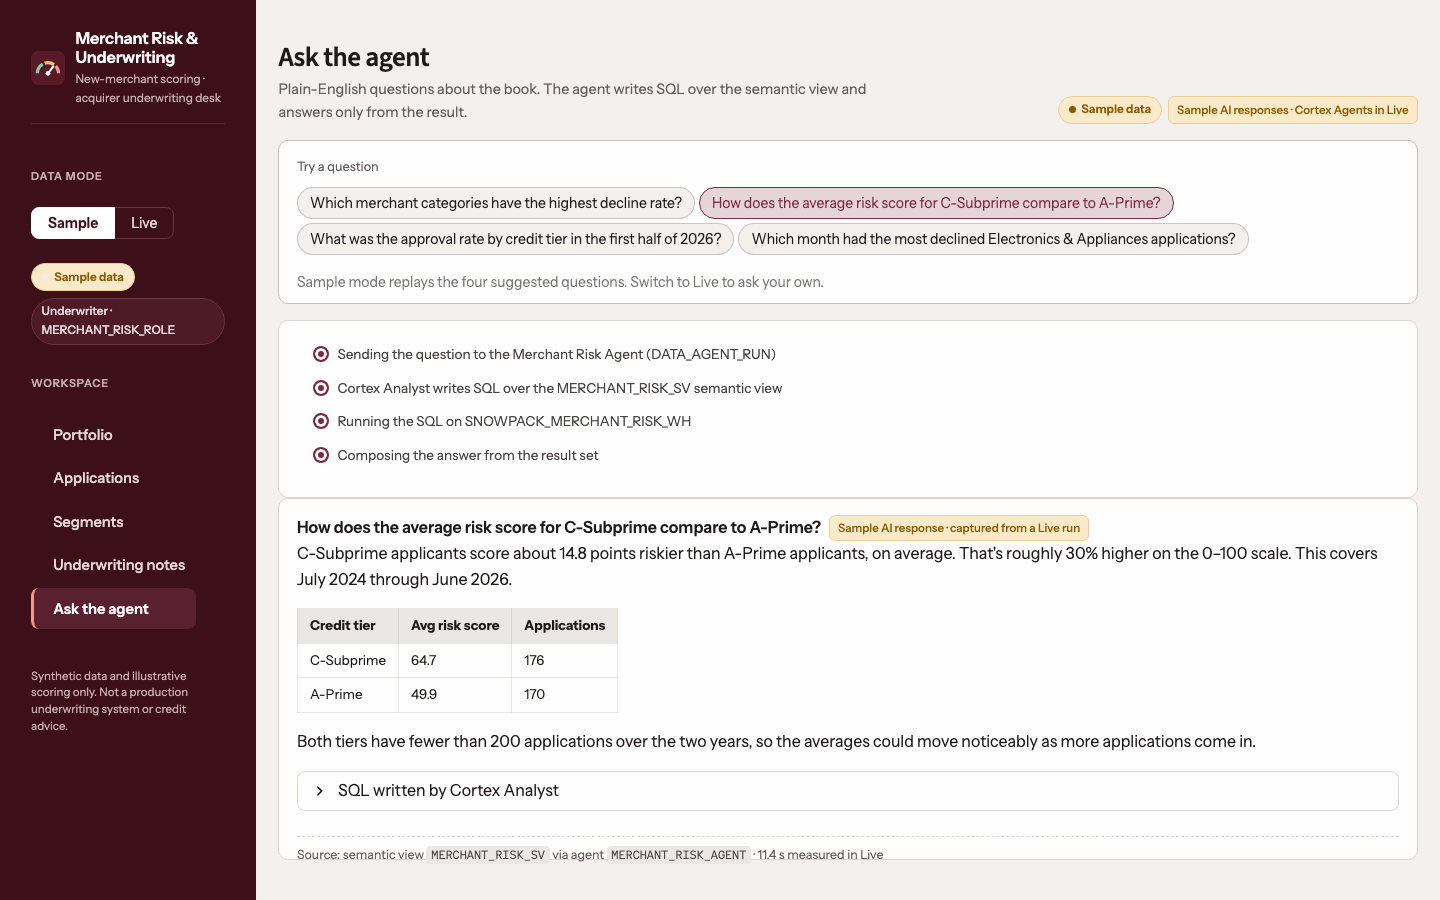 Merchant Risk &
Underwriting
New-merchant scoring ·
acquirer underwriting desk
DATA MODE
Sample
Live
Sample data
Underwriter ·
MERCHANT_RISK_ROLE
WORKSPACE
Portfolio
Applications
Segments
Underwriting notes
Ask the agent
Synthetic data and illustrative
scoring only. Not a production
underwriting system or credit
advice.
Ask the agent
Plain-English questions about the book. The agent writes SQL over the semantic view and
answers only from the result.
Sample data
Sample AI responses · Cortex Agents in Live
Try a question
Which merchant categories have the highest decline rate?
How does the average risk score for C-Subprime compare to A-Prime?
What was the approval rate by credit tier in the first half of 2026?
Which month had the most declined Electronics & Appliances applications?
Sample mode replays the four suggested questions. Switch to Live to ask your own.
Sending the question to the Merchant Risk Agent (DATA_AGENT_RUN)
Cortex Analyst writes SQL over the MERCHANT_RISK_SV semantic view
Running the SQL on SNOWPACK_MERCHANT_RISK_WH
Composing the answer from the result set
How does the average risk score for C-Subprime compare to A-Prime?
Sample AI response · captured from a Live run
C-Subprime applicants score about 14.8 points riskier than A-Prime applicants, on average. That's roughly 30% higher on the 0–100 scale. This covers
July 2024 through June 2026.
Credit tier Avg risk score Applications
C-Subprime 64.7 176
A-Prime 49.9 170
Both tiers have fewer than 200 applications over the two years, so the averages could move noticeably as more applications come in.
SQL written by Cortex Analyst
Source: semantic view MERCHANT_RISK_SV via agent MERCHANT_RISK_AGENT · 11.4 s measured in Live